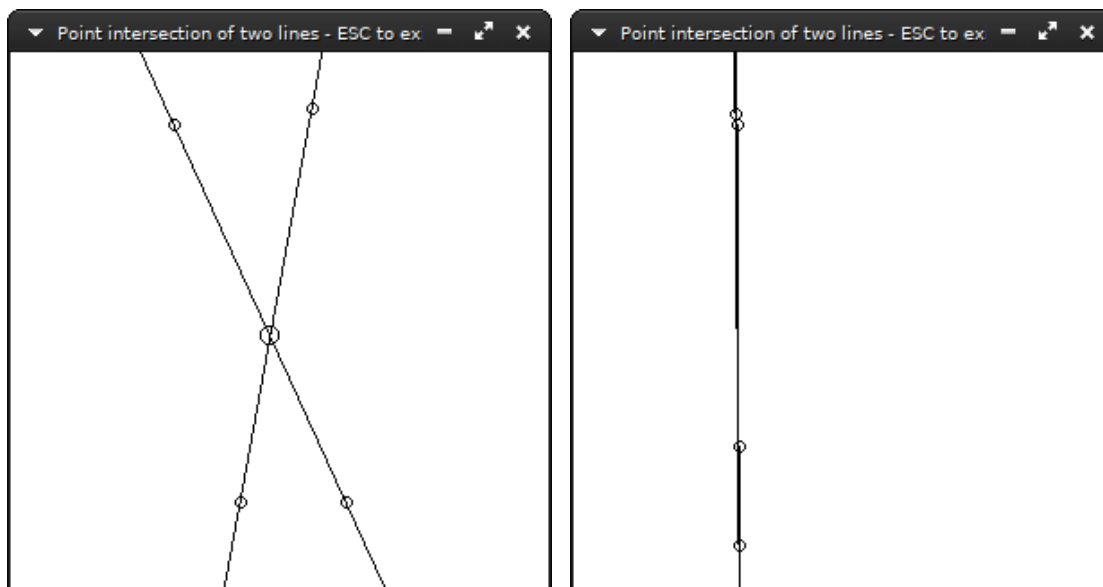 Point intersection of two lines - ESC to ex
Point intersection of two lines - ESC to ex